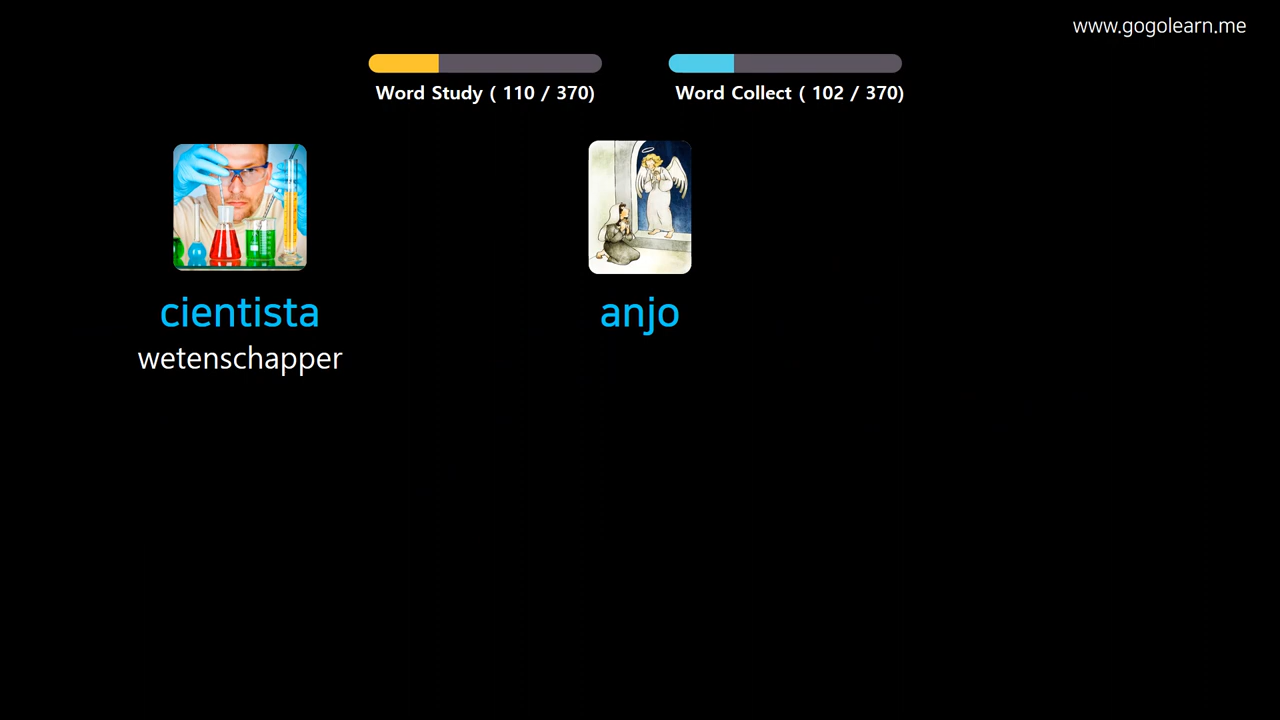 www.gogolearn.me
Word Study ( 110 / 370)
Word Collect ( 102 / 370)
cientista
wetenschapper
anjo